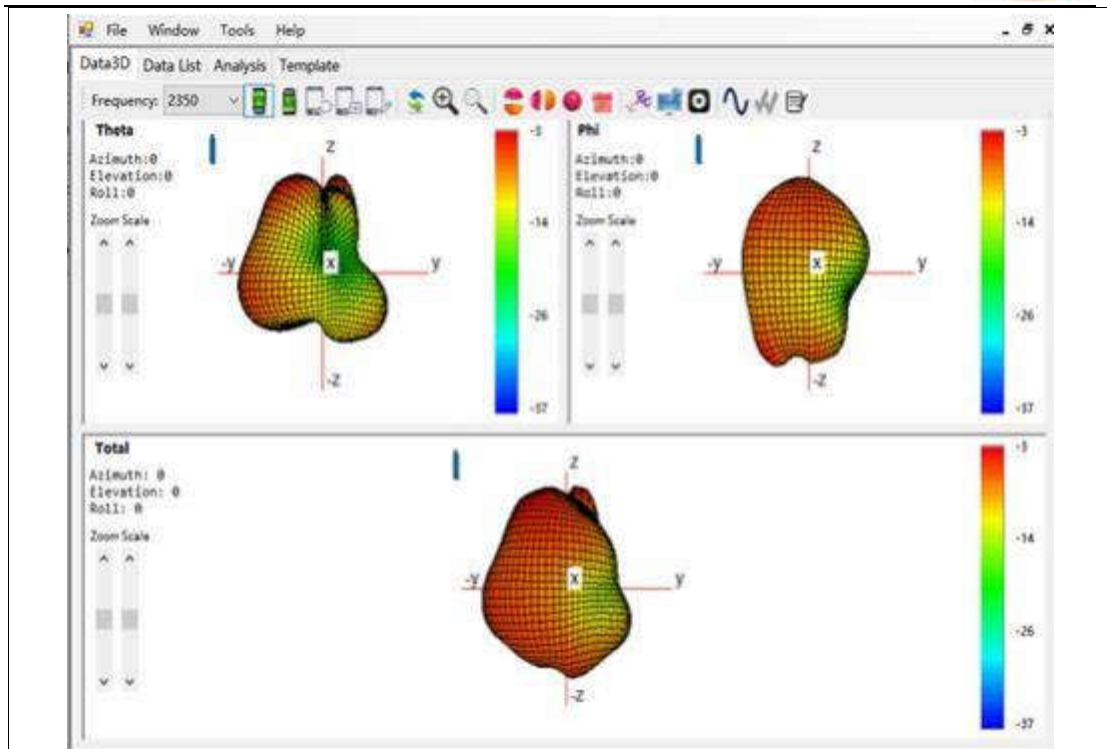 File Window Tools Help
Data3D Data List Analysis Template
Frequency: 2350
Theta
Azimuth:0
Elevation:0
Roll:0
Zoom Scale
z
-y
x
y
-z
-3
-14
-26
-37
Phi
Azimuth:0
Elevation:0
Roll:0
Zoom Scale
z
-y
x
y
-z
-3
-14
-26
-37
Total
Azimuth: 0
Elevation: 0
Roll: 0
Zoom Scale
z
-y
x
y
-z
-3
-14
-26
-37